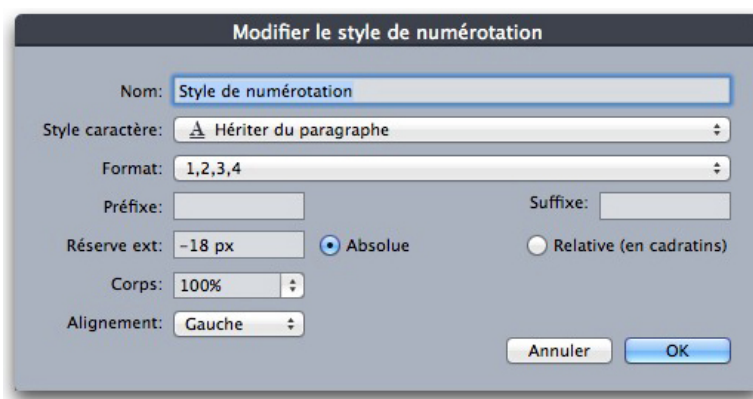 Modifier le style de numérotation
Nom: Style de numérotation
Style caractère: A Hériter du paragraphe
Format: 1,2,3,4
Préfixe: Suffixe:
Réserve ext: -18 px Absolue Relative (en cadratins)
Corps: 100%
Alignement: Gauche
Annuler OK